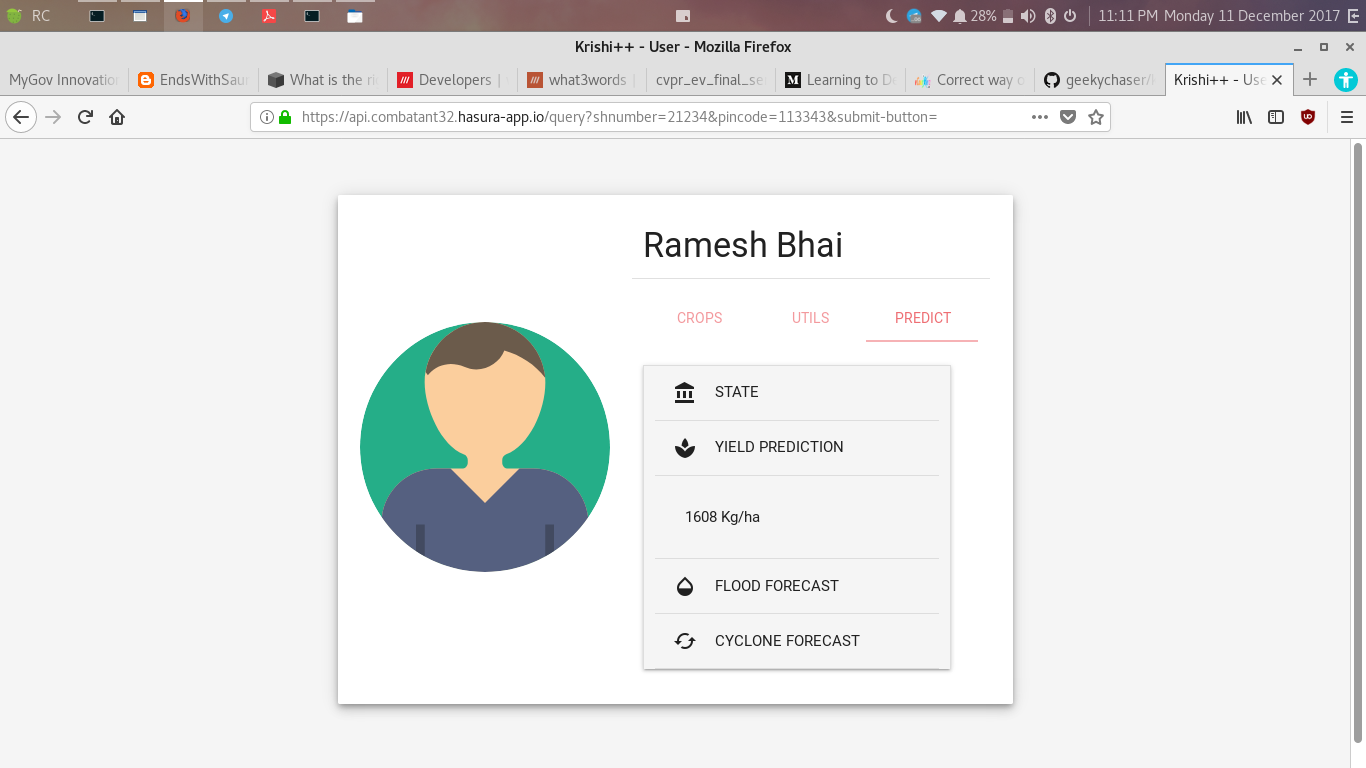 RC
28%
11:11 PM Monday 11 December 2017
Krishi++ - User - Mozilla Firefox
MyGov Innovation
EndsWithSau
What is the ri
Developers |
what3words |
cvpr_ev_final_se
M Learning to De
Correct way o
geekychaser/
Krishi++ - Use
https://api.combatant32.hasura-app.io/query?shnumber=21234&pincode=113343&submit-button=
Ramesh Bhai
CROPS UTILS PREDICT
STATE
YIELD PREDICTION
1608 Kg/ha
FLOOD FORECAST
CYCLONE FORECAST